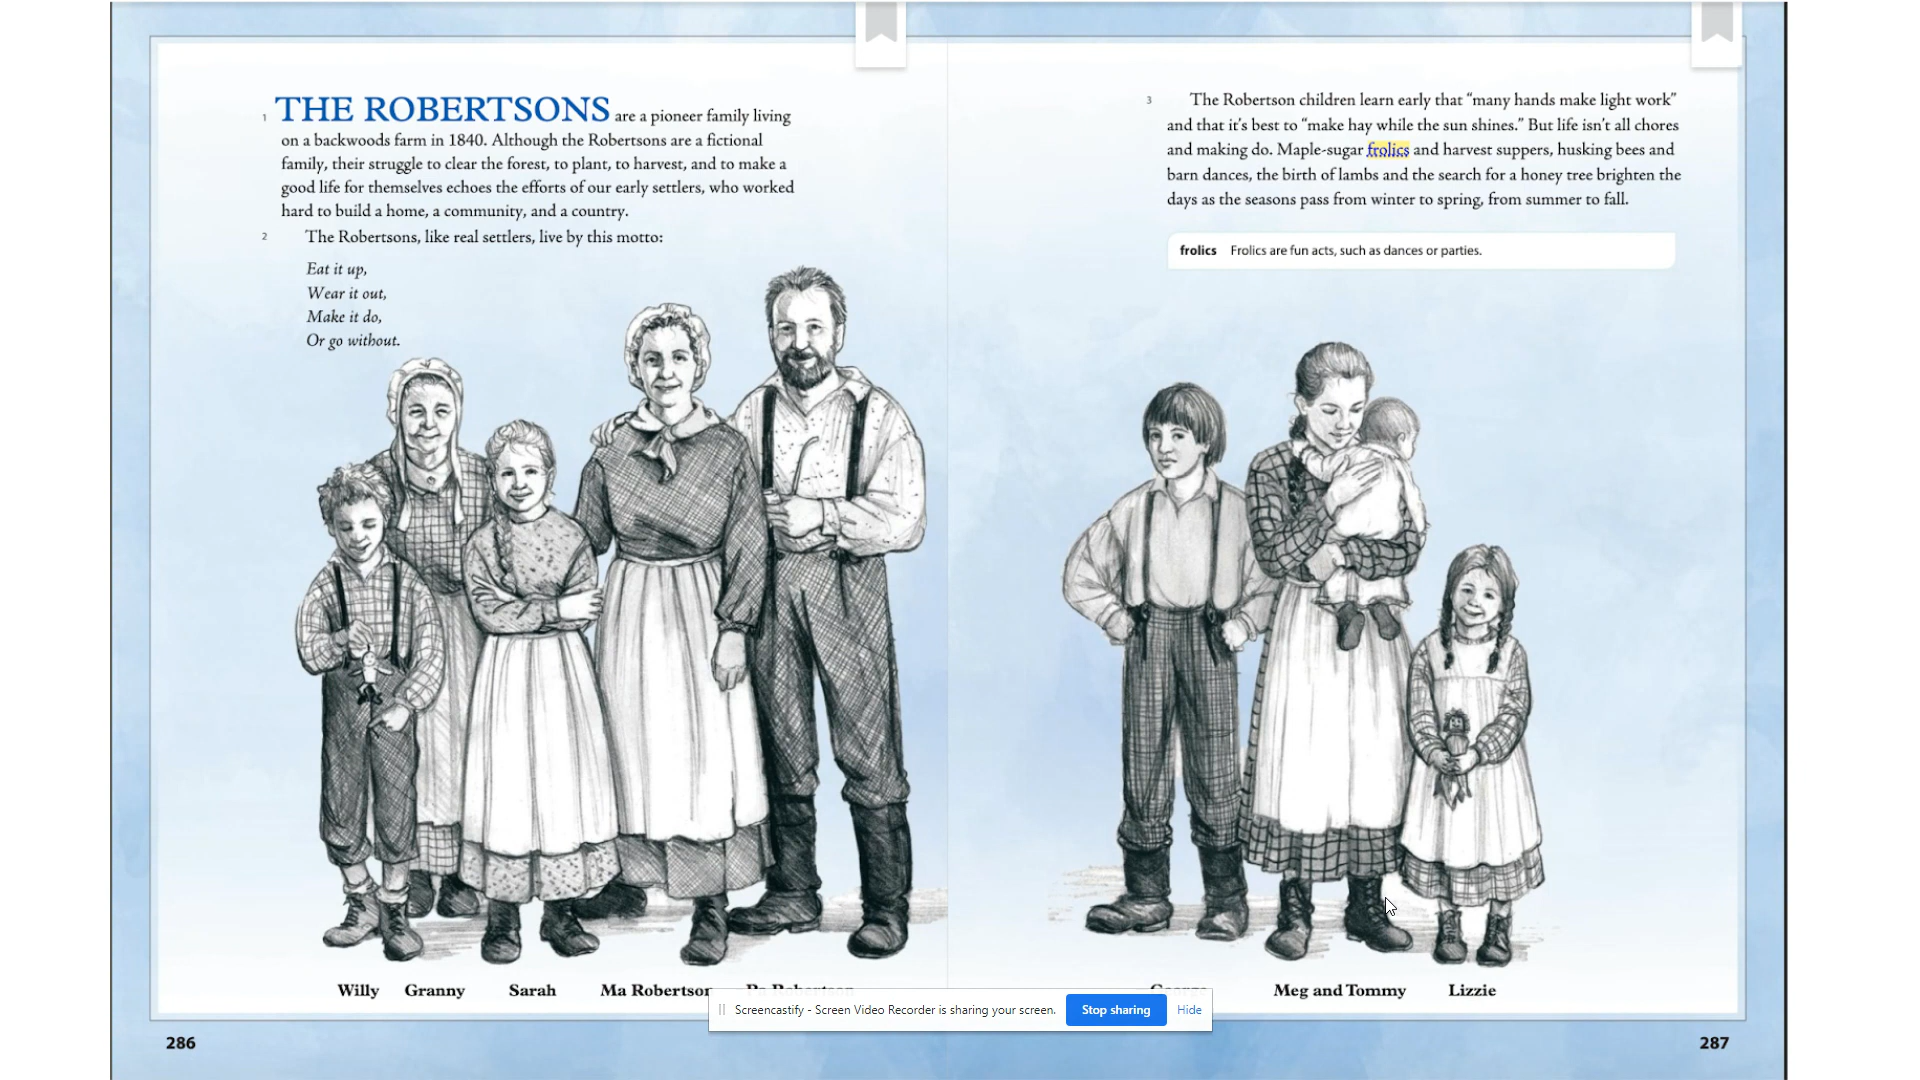 1 THE ROBERTSONS are a pioneer family living
on a backwoods farm in 1840. Although the Robertsons are a fictional
family, their struggle to clear the forest, to plant, to harvest, and to make a
good life for themselves echoes the efforts of our early settlers, who worked
hard to build a home, a community, and a country.
2 The Robertsons, like real settlers, live by this motto:
Eat it up,
Wear it out,
Make it do,
Or go without.
Willy Granny Sarah Ma Robertson Pa Robertson
286
3 The Robertson children learn early that “many hands make light work”
and that it’s best to “make hay while the sun shines.” But life isn’t all chores
and making do. Maple-sugar frolics and harvest suppers, husking bees and
barn dances, the birth of lambs and the search for a honey tree brighten the
days as the seasons pass from winter to spring, from summer to fall.
frolics Frolics are fun acts, such as dances or parties.
George Meg and Tommy Lizzie
287
Screencastify - Screen Video Recorder is sharing your screen. Stop sharing Hide